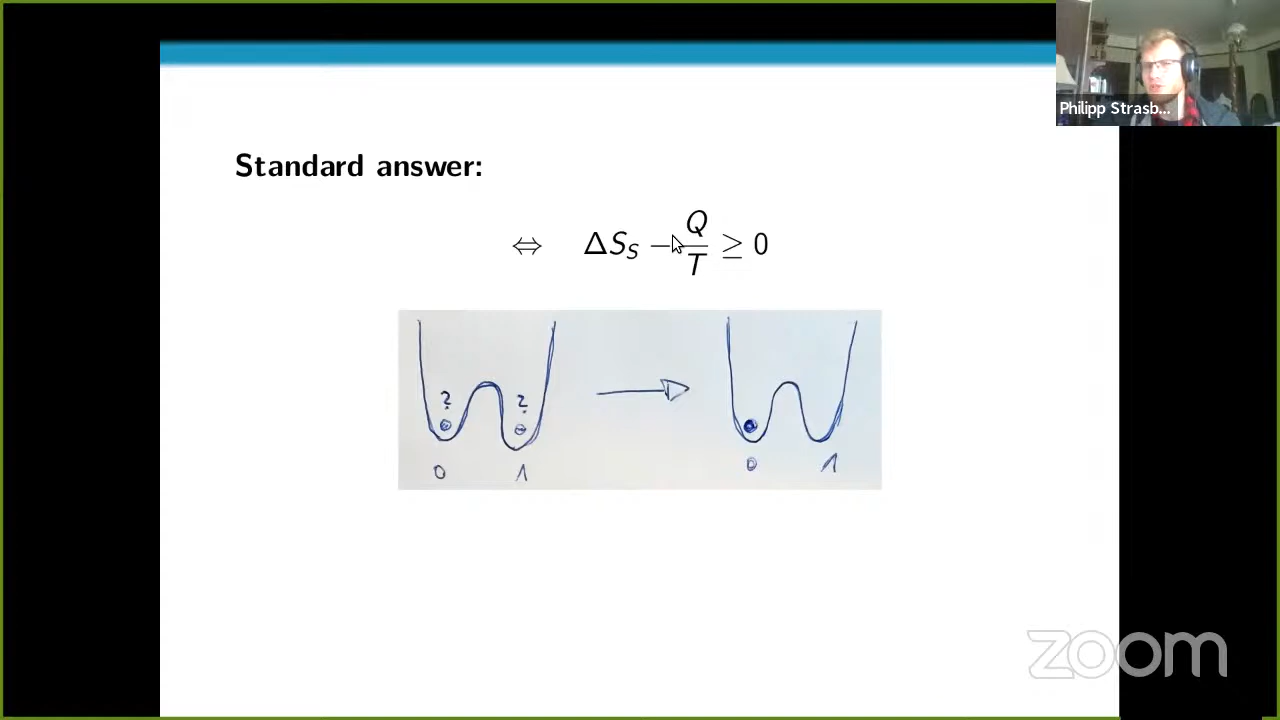 Philipp Strasb...
Standard answer:
⇔ ΔS_S − Q/T ≥ 0
? ?
0 1
0 1
zoom